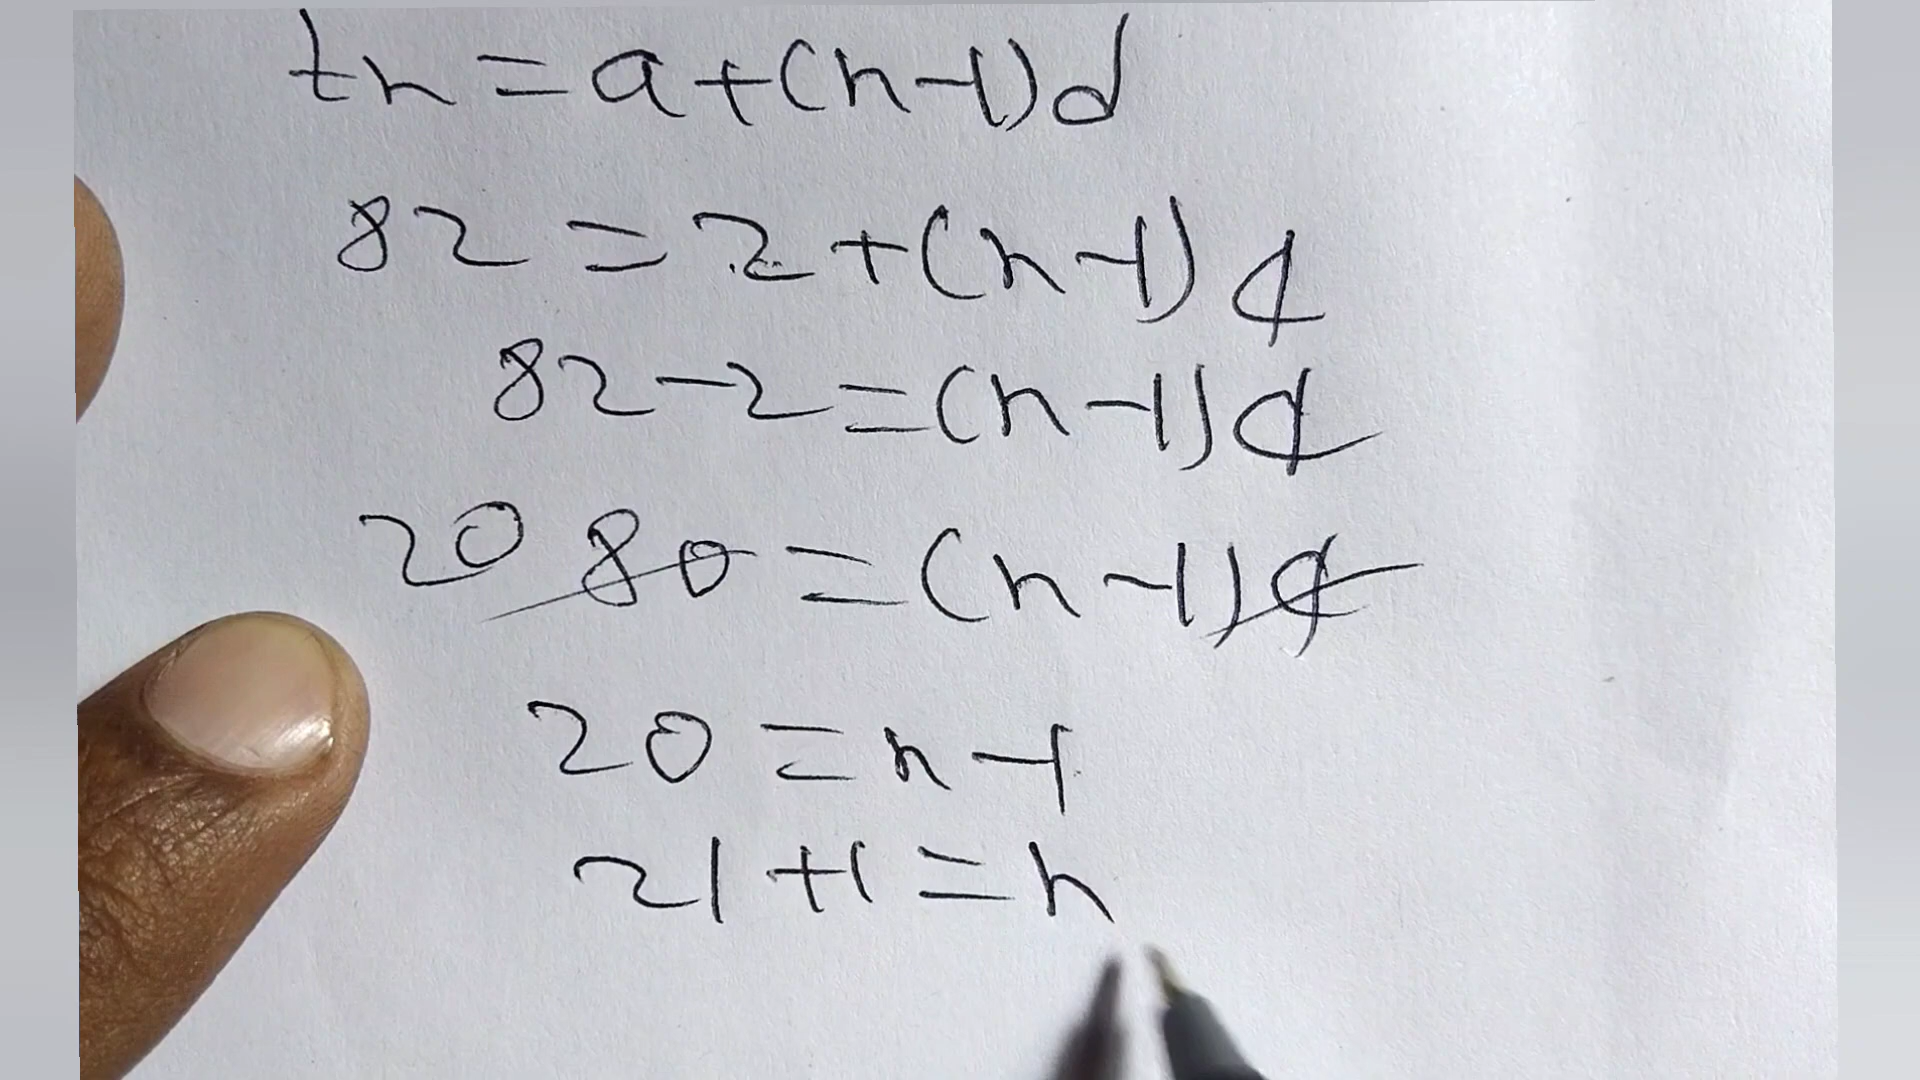 tn = a + (n-1)d
82 = 2 + (n-1)4
82-2 = (n-1)4
20 80 = (n-1)4
20 = n-1
21+1 = n